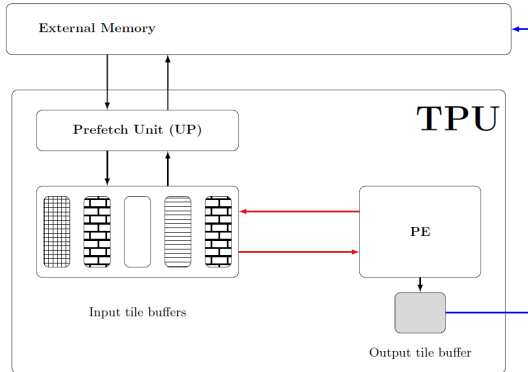 External Memory
TPU
Prefetch Unit (UP)
PE
Input tile buffers
Output tile buffer